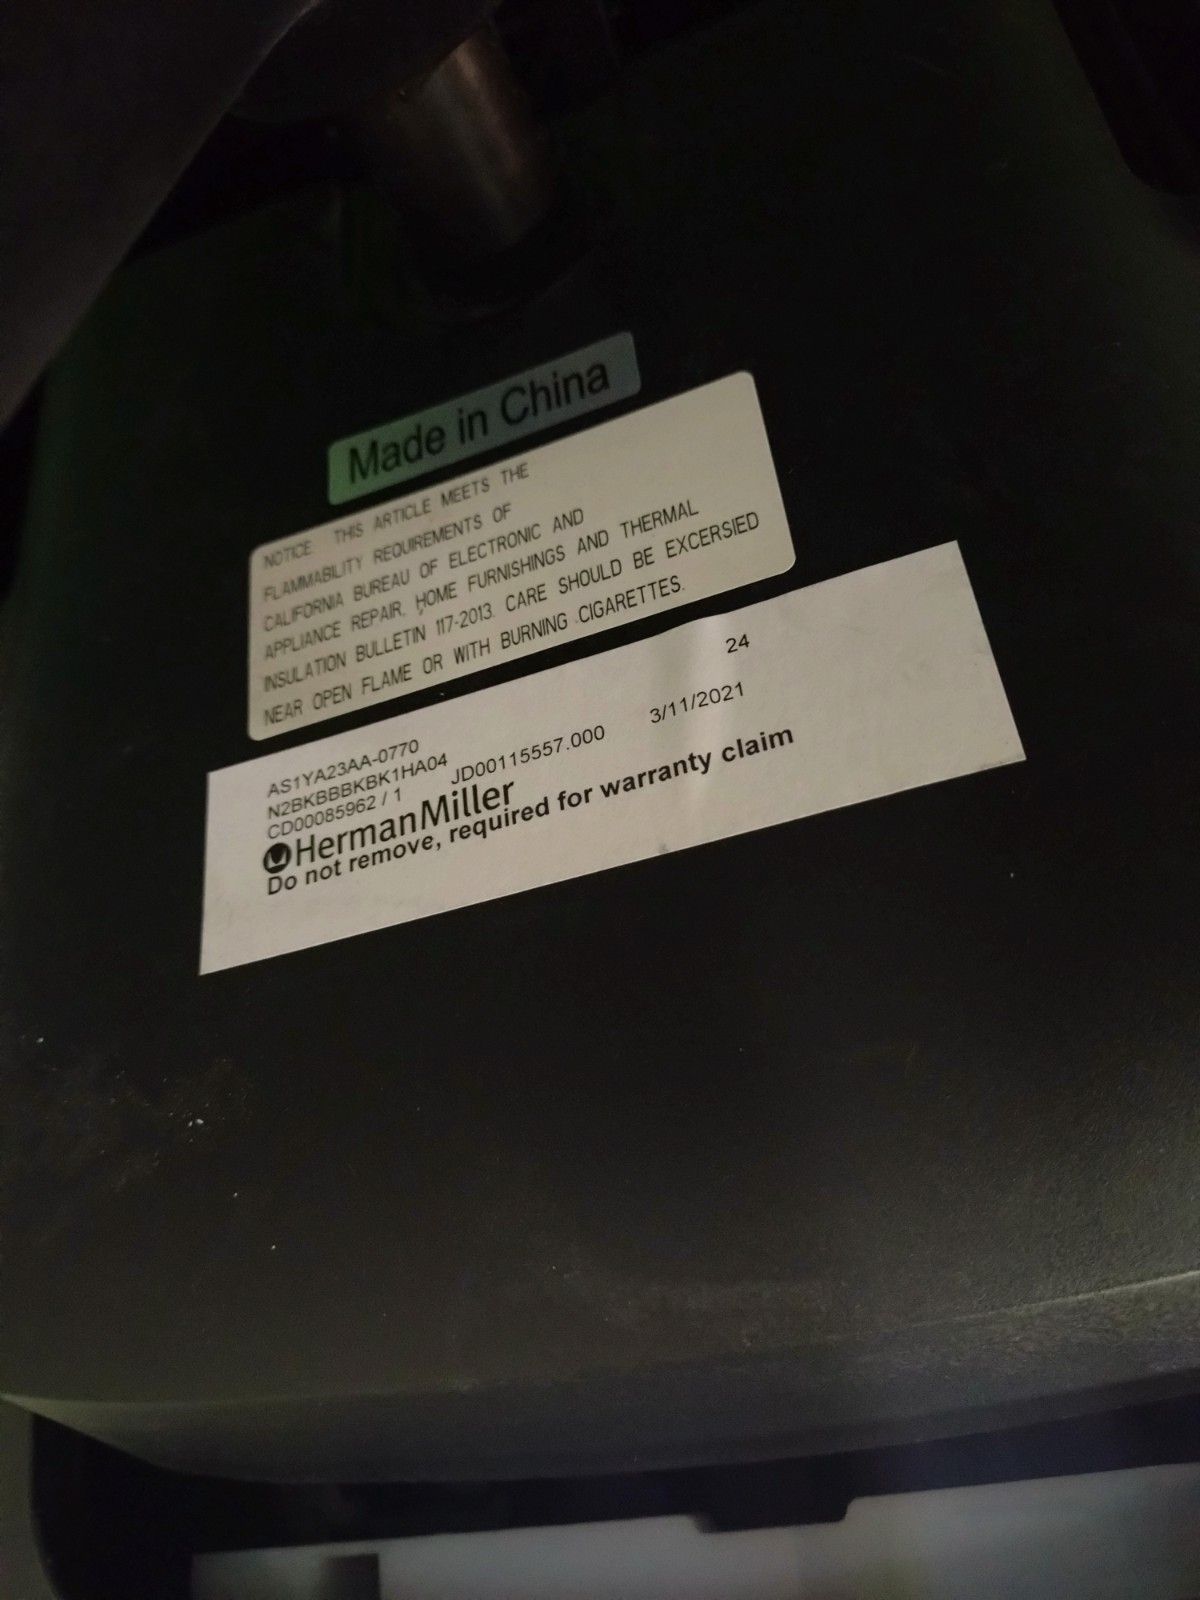 Made in China
NOTICE: THIS ARTICLE MEETS THE
FLAMMABILITY REQUIREMENTS OF
CALIFORNIA BUREAU OF ELECTRONIC AND
APPLIANCE REPAIR, HOME FURNISHINGS AND THERMAL
INSULATION BULLETIN 117-2013. CARE SHOULD BE EXCERSIED
NEAR OPEN FLAME OR WITH BURNING CIGARETTES.
24
AS1YA23AA-0770
N2BKBBBKBK1HA04
CD00085962 / 1 JD00115557.000 3/11/2021
HermanMiller
Do not remove, required for warranty claim